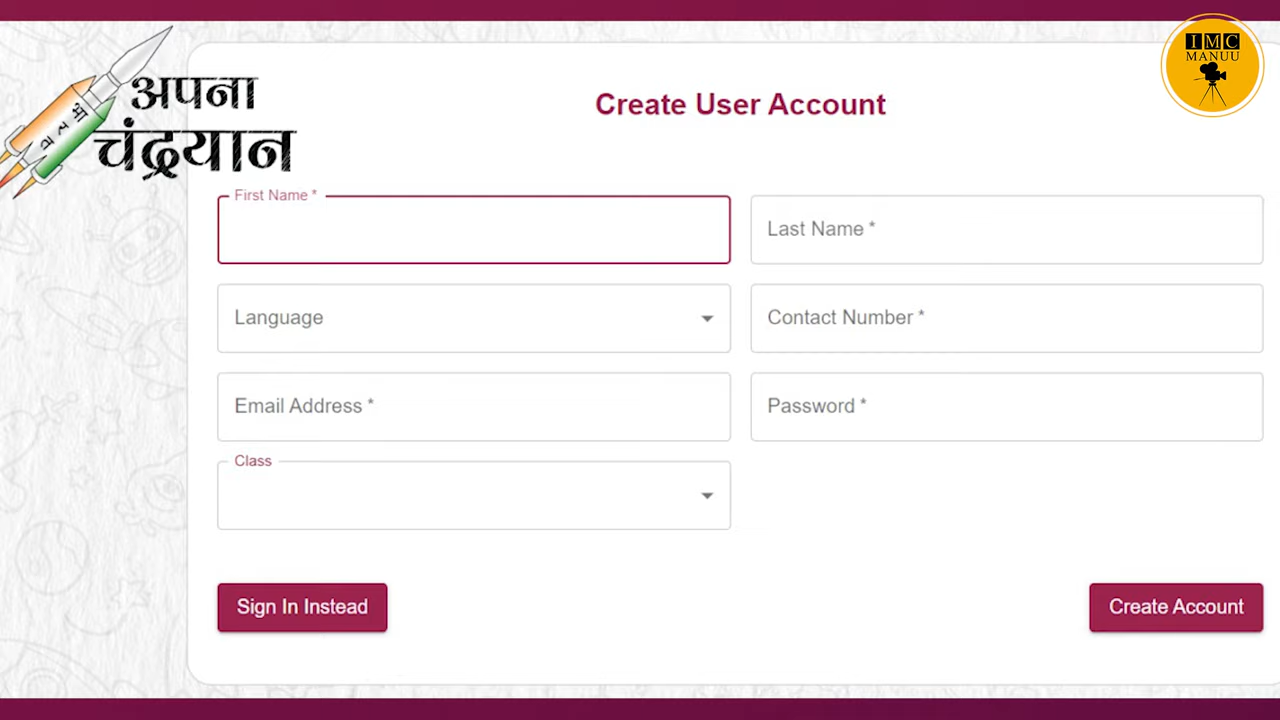 अपना
चंद्रयान
IMC
MANUU
Create User Account
First Name *
Last Name *
Language
Contact Number *
Email Address *
Password *
Class
Sign In Instead
Create Account